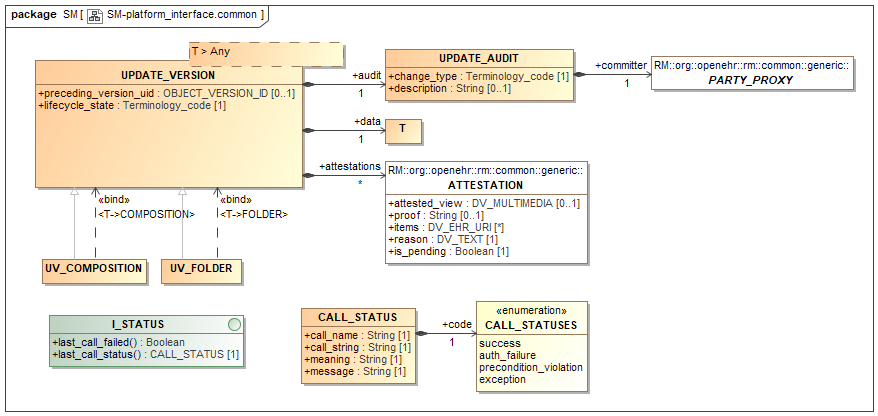 package SM [ SM-platform_interface.common ]
T > Any
UPDATE_VERSION
+preceding_version_uid : OBJECT_VERSION_ID [0..1]
+lifecycle_state : Terminology_code [1]
+audit
1
UPDATE_AUDIT
+change_type : Terminology_code [1]
+description : String [0..1]
+committer
1
RM::org::openehr::rm::common::generic::
PARTY_PROXY
+data
1
T
+attestations
*
RM::org::openehr::rm::common::generic::
ATTESTATION
+attested_view : DV_MULTIMEDIA [0..1]
+proof : String [0..1]
+items : DV_EHR_URI [*]
+reason : DV_TEXT [1]
+is_pending : Boolean [1]
«bind»
<T->COMPOSITION>
«bind»
<T->FOLDER>
UV_COMPOSITION
UV_FOLDER
I_STATUS
+last_call_failed() : Boolean
+last_call_status() : CALL_STATUS [1]
CALL_STATUS
+call_name : String [1]
+call_string : String [1]
+meaning : String [1]
+message : String [1]
+code
1
«enumeration»
CALL_STATUSES
success
auth_failure
precondition_violation
exception